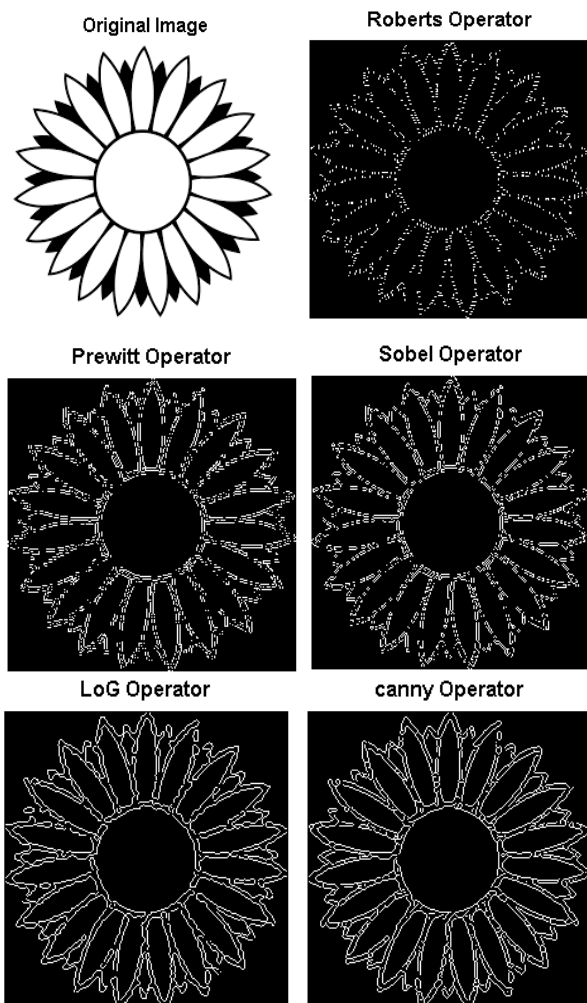 Original Image
Roberts Operator
Prewitt Operator
Sobel Operator
LoG Operator
canny Operator